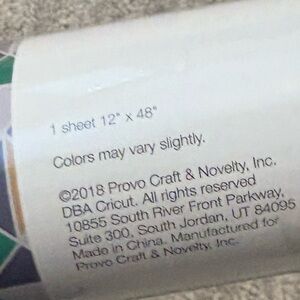 1 sheet 12" x 48"
Colors may vary slightly.
©2018 Provo Craft & Novelty, Inc.
DBA Cricut. All rights reserved
10855 South River Front Parkway,
Suite 300, South Jordan, UT 84095
Made in China. Manufactured for
Provo Craft & Novelty, Inc.